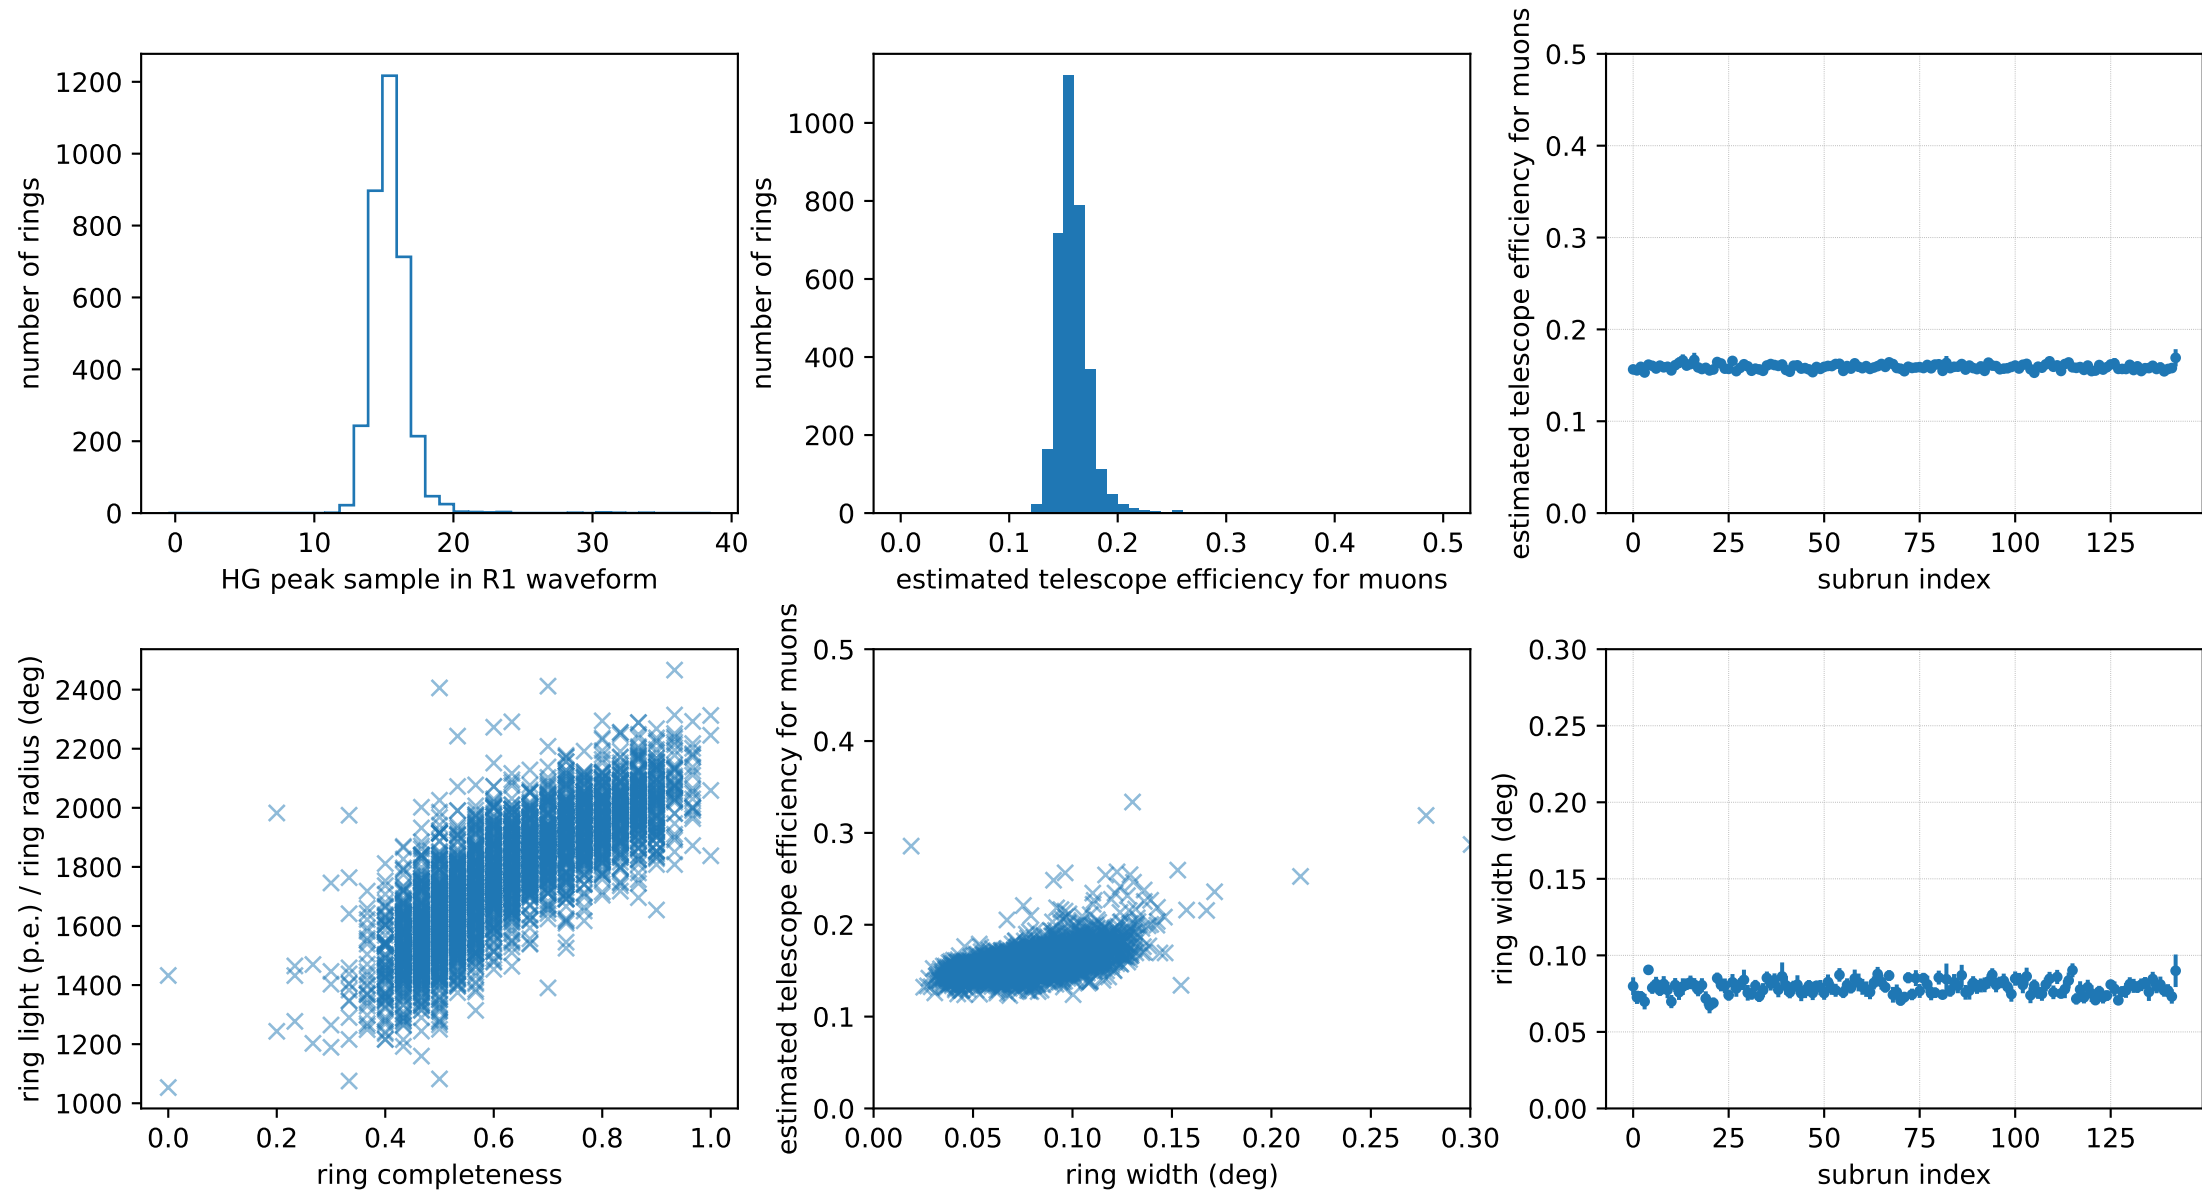 1200
1000
800
600
400
200
0
number of rings
0 10 20 30 40
HG peak sample in R1 waveform
1000
800
600
400
200
0
number of rings
0.0 0.1 0.2 0.3 0.4 0.5
estimated telescope efficiency for muons
0.5
0.4
0.3
0.2
0.1
0.0
estimated telescope efficiency for muons
0 25 50 75 100 125
subrun index
2400
2200
2000
1800
1600
1400
1200
1000
ring light (p.e.) / ring radius (deg)
0.0 0.2 0.4 0.6 0.8 1.0
ring completeness
0.5
0.4
0.3
0.2
0.1
0.0
estimated telescope efficiency for muons
0.00 0.05 0.10 0.15 0.20 0.25 0.30
ring width (deg)
0.30
0.25
0.20
0.15
0.10
0.05
0.00
ring width (deg)
0 25 50 75 100 125
subrun index